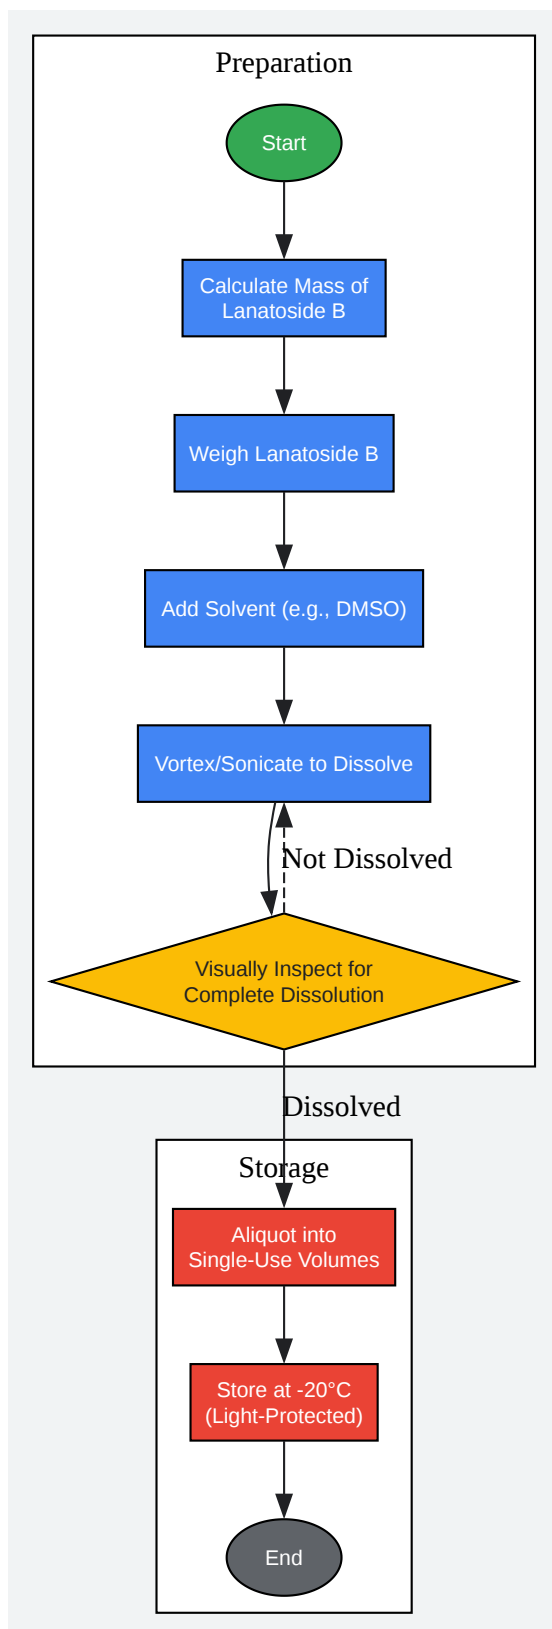 Preparation
Start
Calculate Mass of
Lanatoside B
Weigh Lanatoside B
Add Solvent (e.g., DMSO)
Vortex/Sonicate to Dissolve
Not Dissolved
Visually Inspect for
Complete Dissolution
Dissolved
Storage
Aliquot into
Single-Use Volumes
Store at -20°C
(Light-Protected)
End